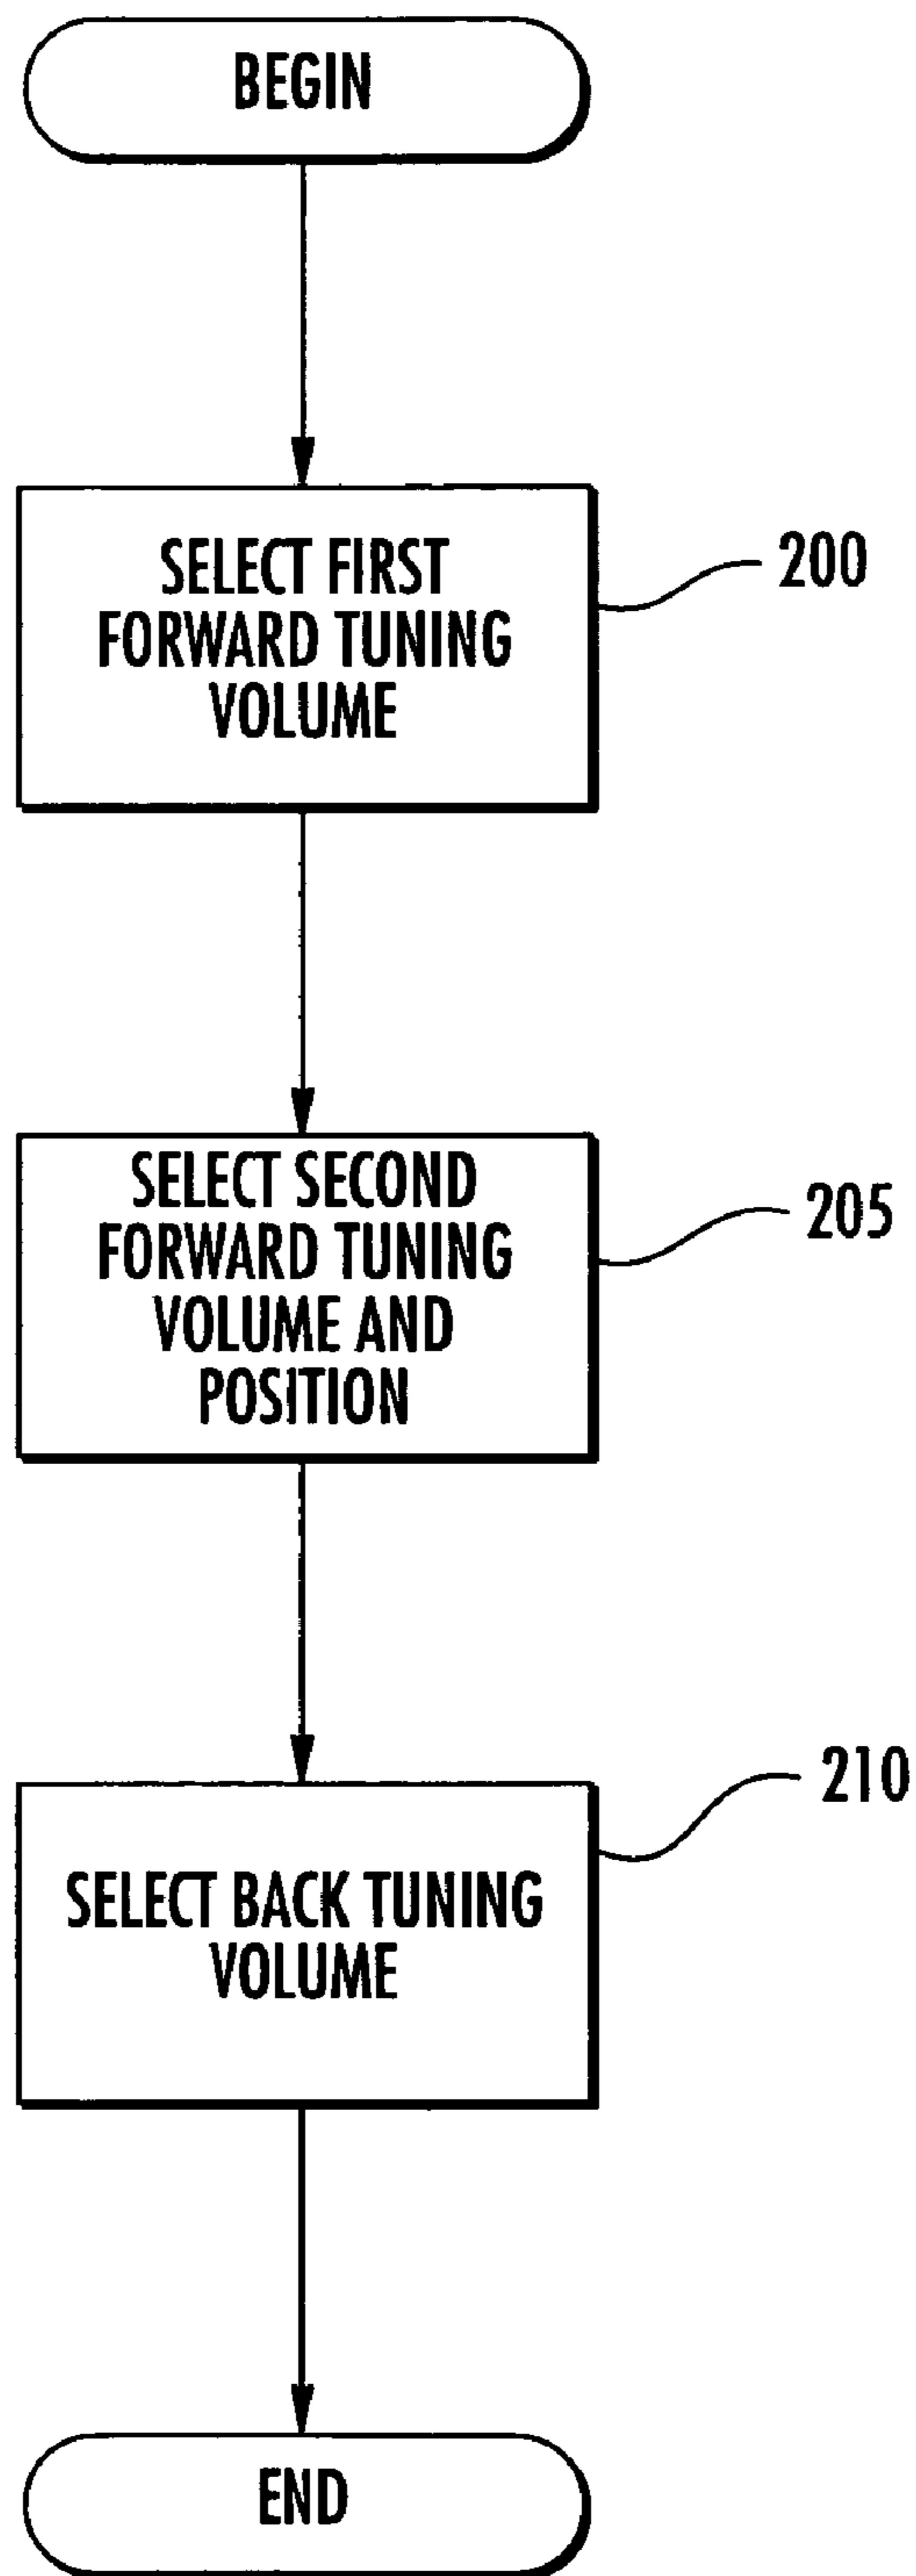 BEGIN
SELECT FIRST
FORWARD TUNING
VOLUME
200
SELECT SECOND
FORWARD TUNING
VOLUME AND
POSITION
205
SELECT BACK TUNING
VOLUME
210
END